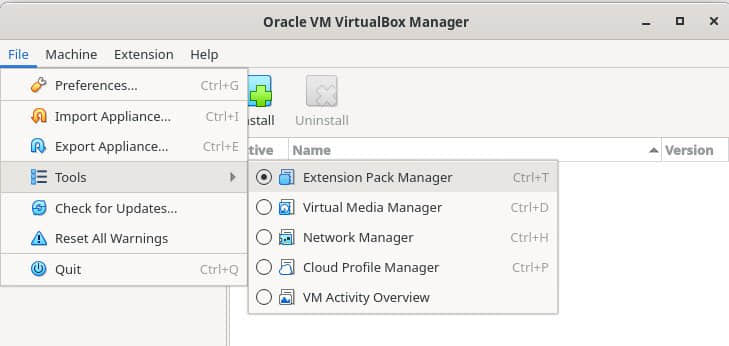 Oracle VM VirtualBox Manager
File Machine Extension Help
Preferences... Ctrl+G
Import Appliance... Ctrl+I
Export Appliance... Ctrl+E
Tools
Check for Updates...
Reset All Warnings
Quit Ctrl+Q
stall Uninstall
tive Name Version
Extension Pack Manager Ctrl+T
Virtual Media Manager Ctrl+D
Network Manager Ctrl+H
Cloud Profile Manager Ctrl+P
VM Activity Overview